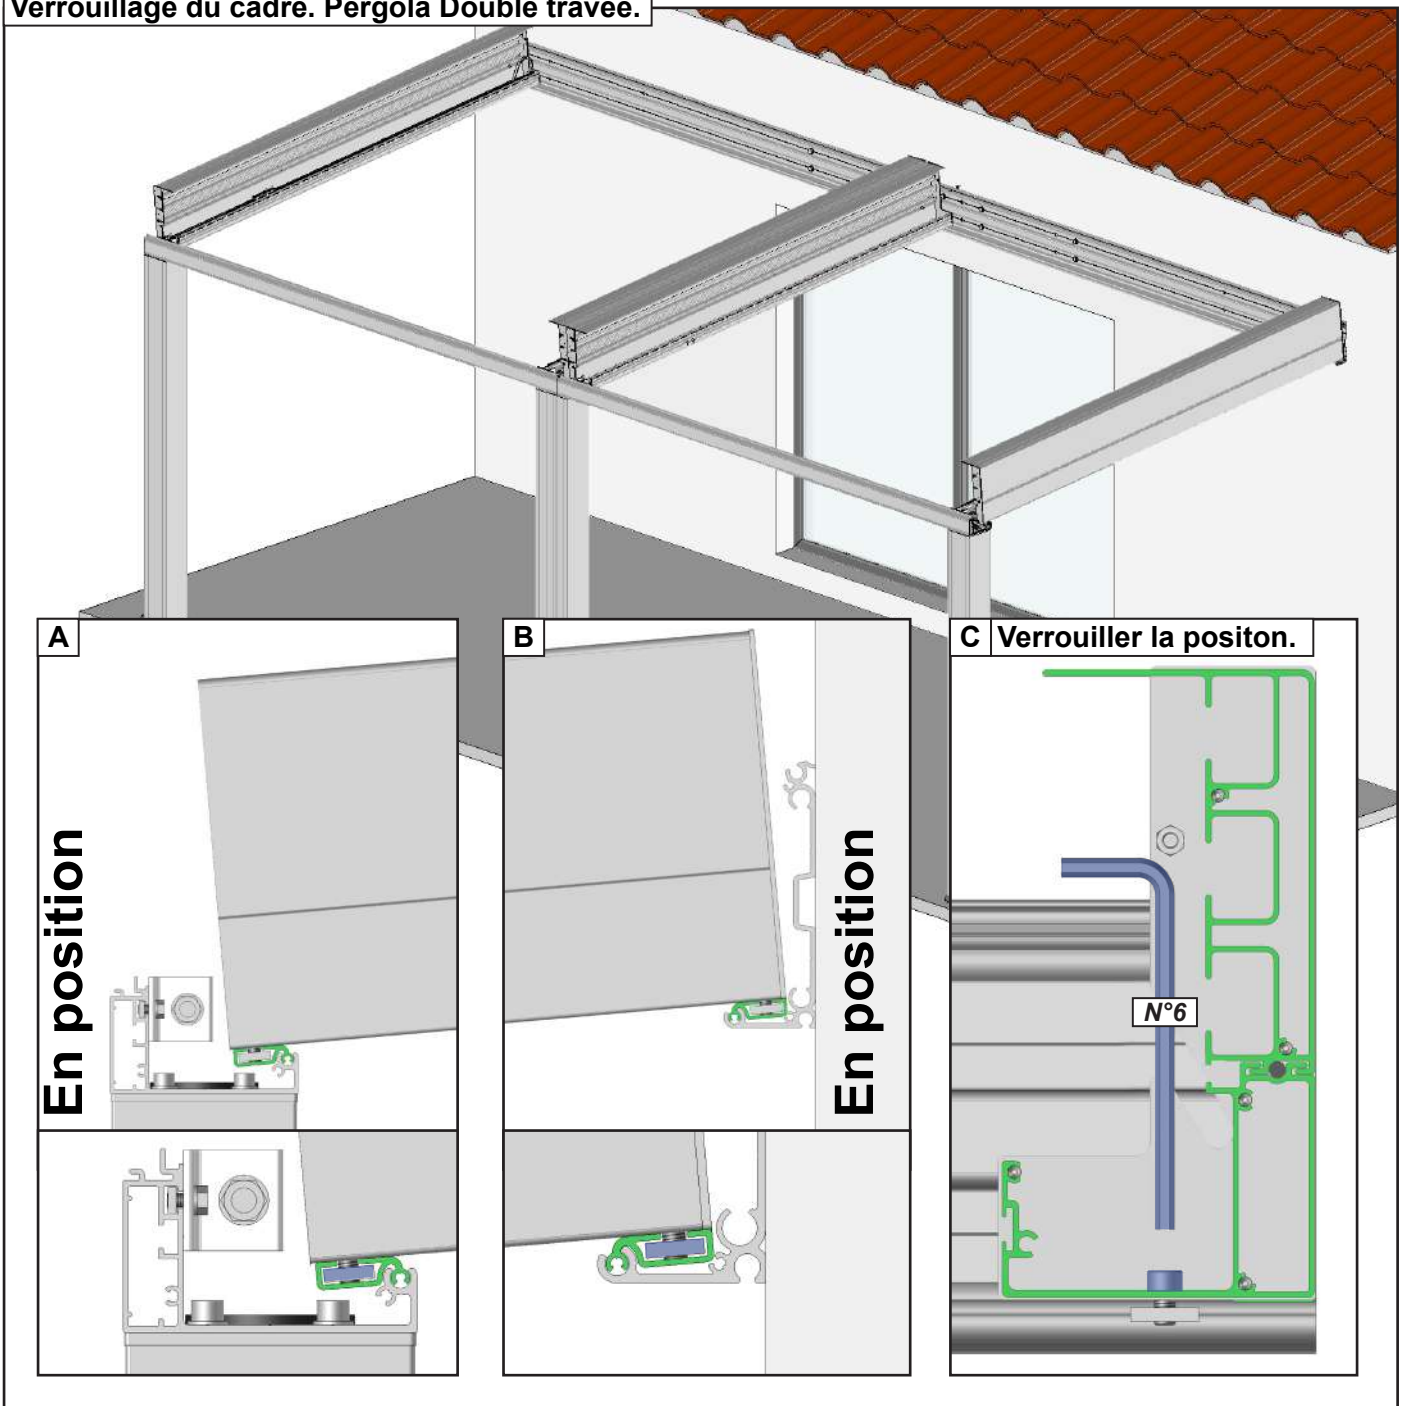 Verrouillage du cadre. Pergola Double travée.
A
B
C Verrouiller la positon.
En position
En position
N°6